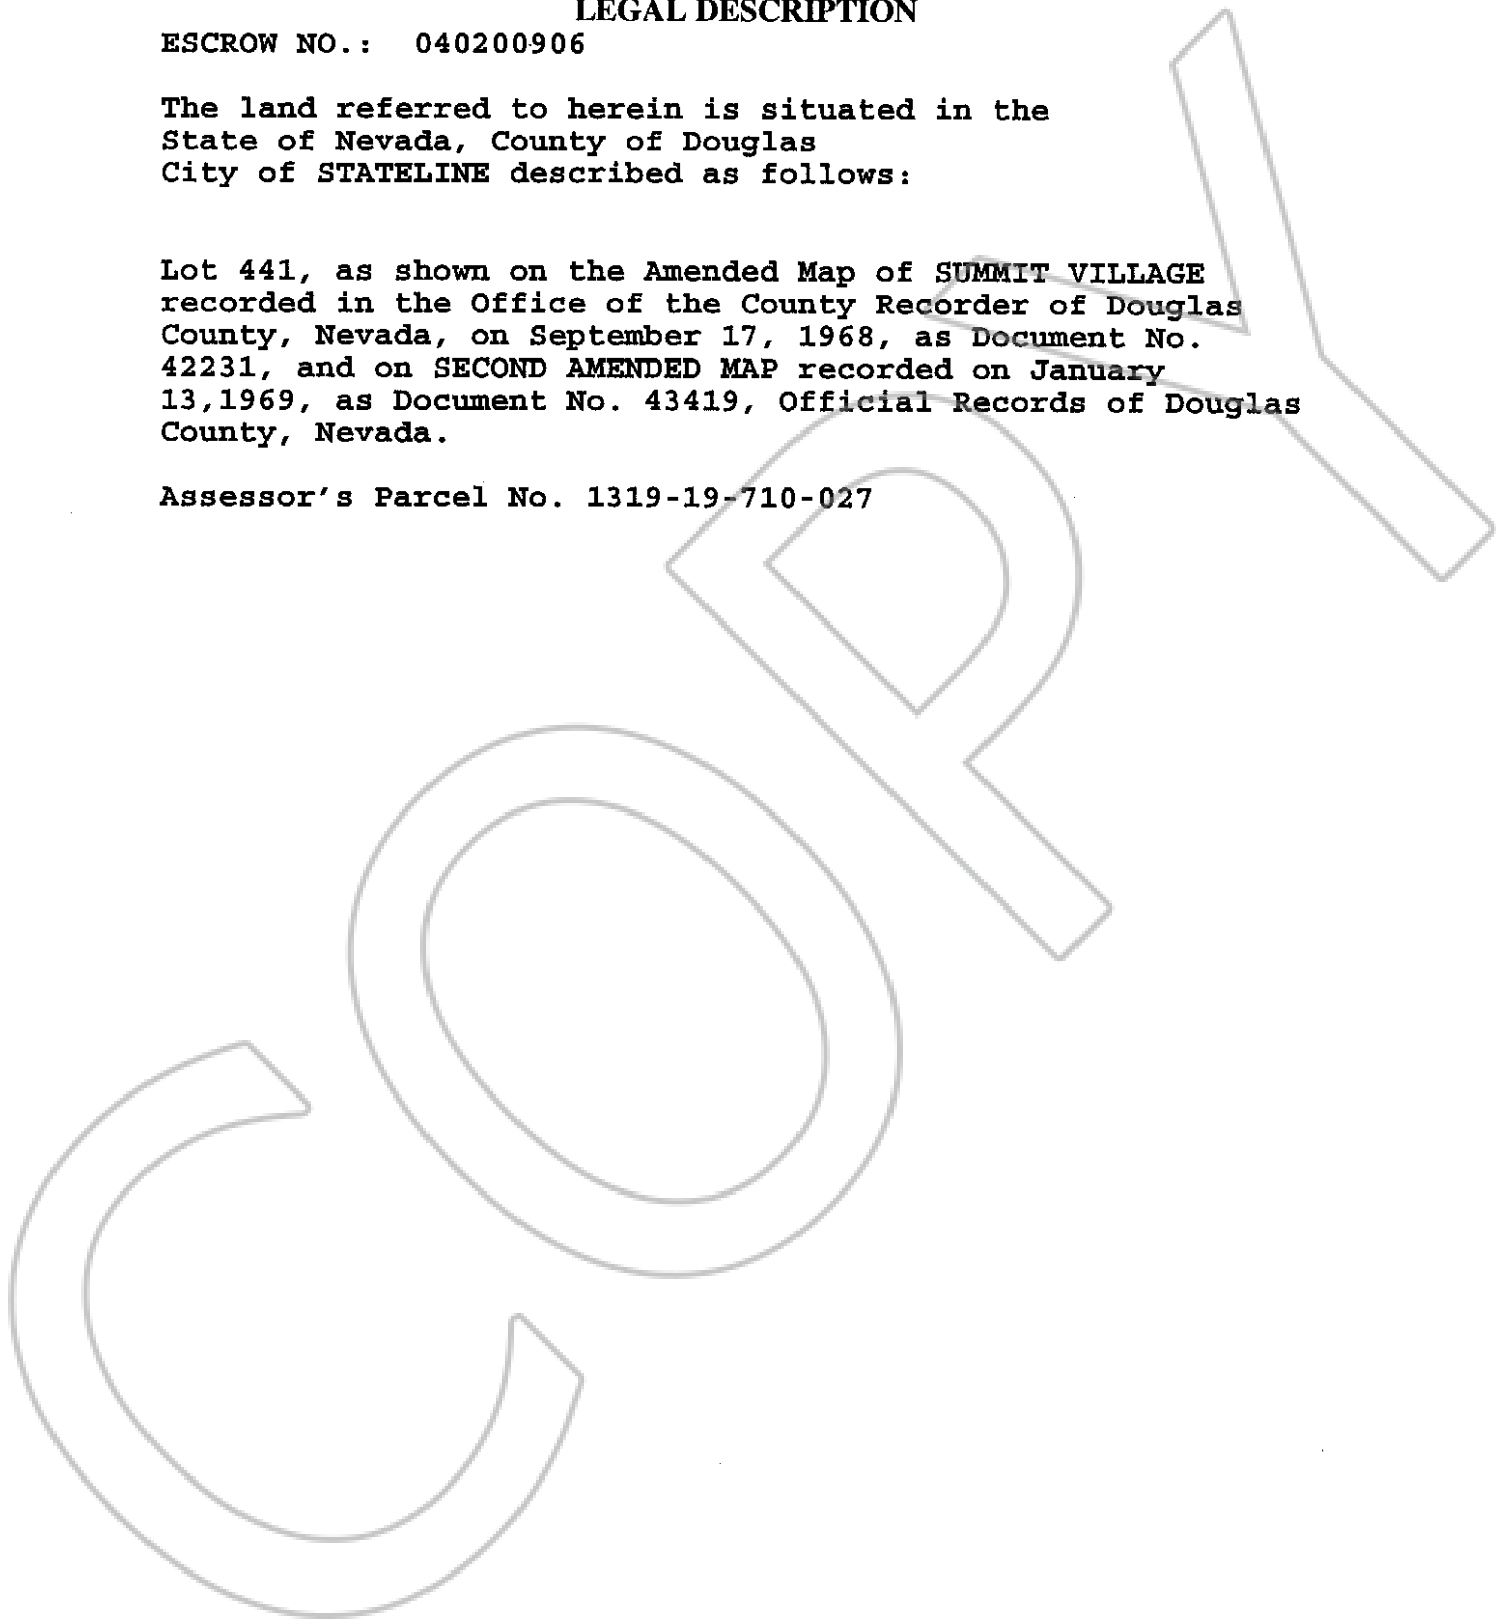 LEGAL DESCRIPTION
ESCROW NO.: 040200906
The land referred to herein is situated in the
State of Nevada, County of Douglas
City of STATELINE described as follows:
Lot 441, as shown on the Amended Map of SUMMIT VILLAGE
recorded in the Office of the County Recorder of Douglas
County, Nevada, on September 17, 1968, as Document No.
42231, and on SECOND AMENDED MAP recorded on January
13,1969, as Document No. 43419, Official Records of Douglas
County, Nevada.
Assessor's Parcel No. 1319-19-710-027
COPY